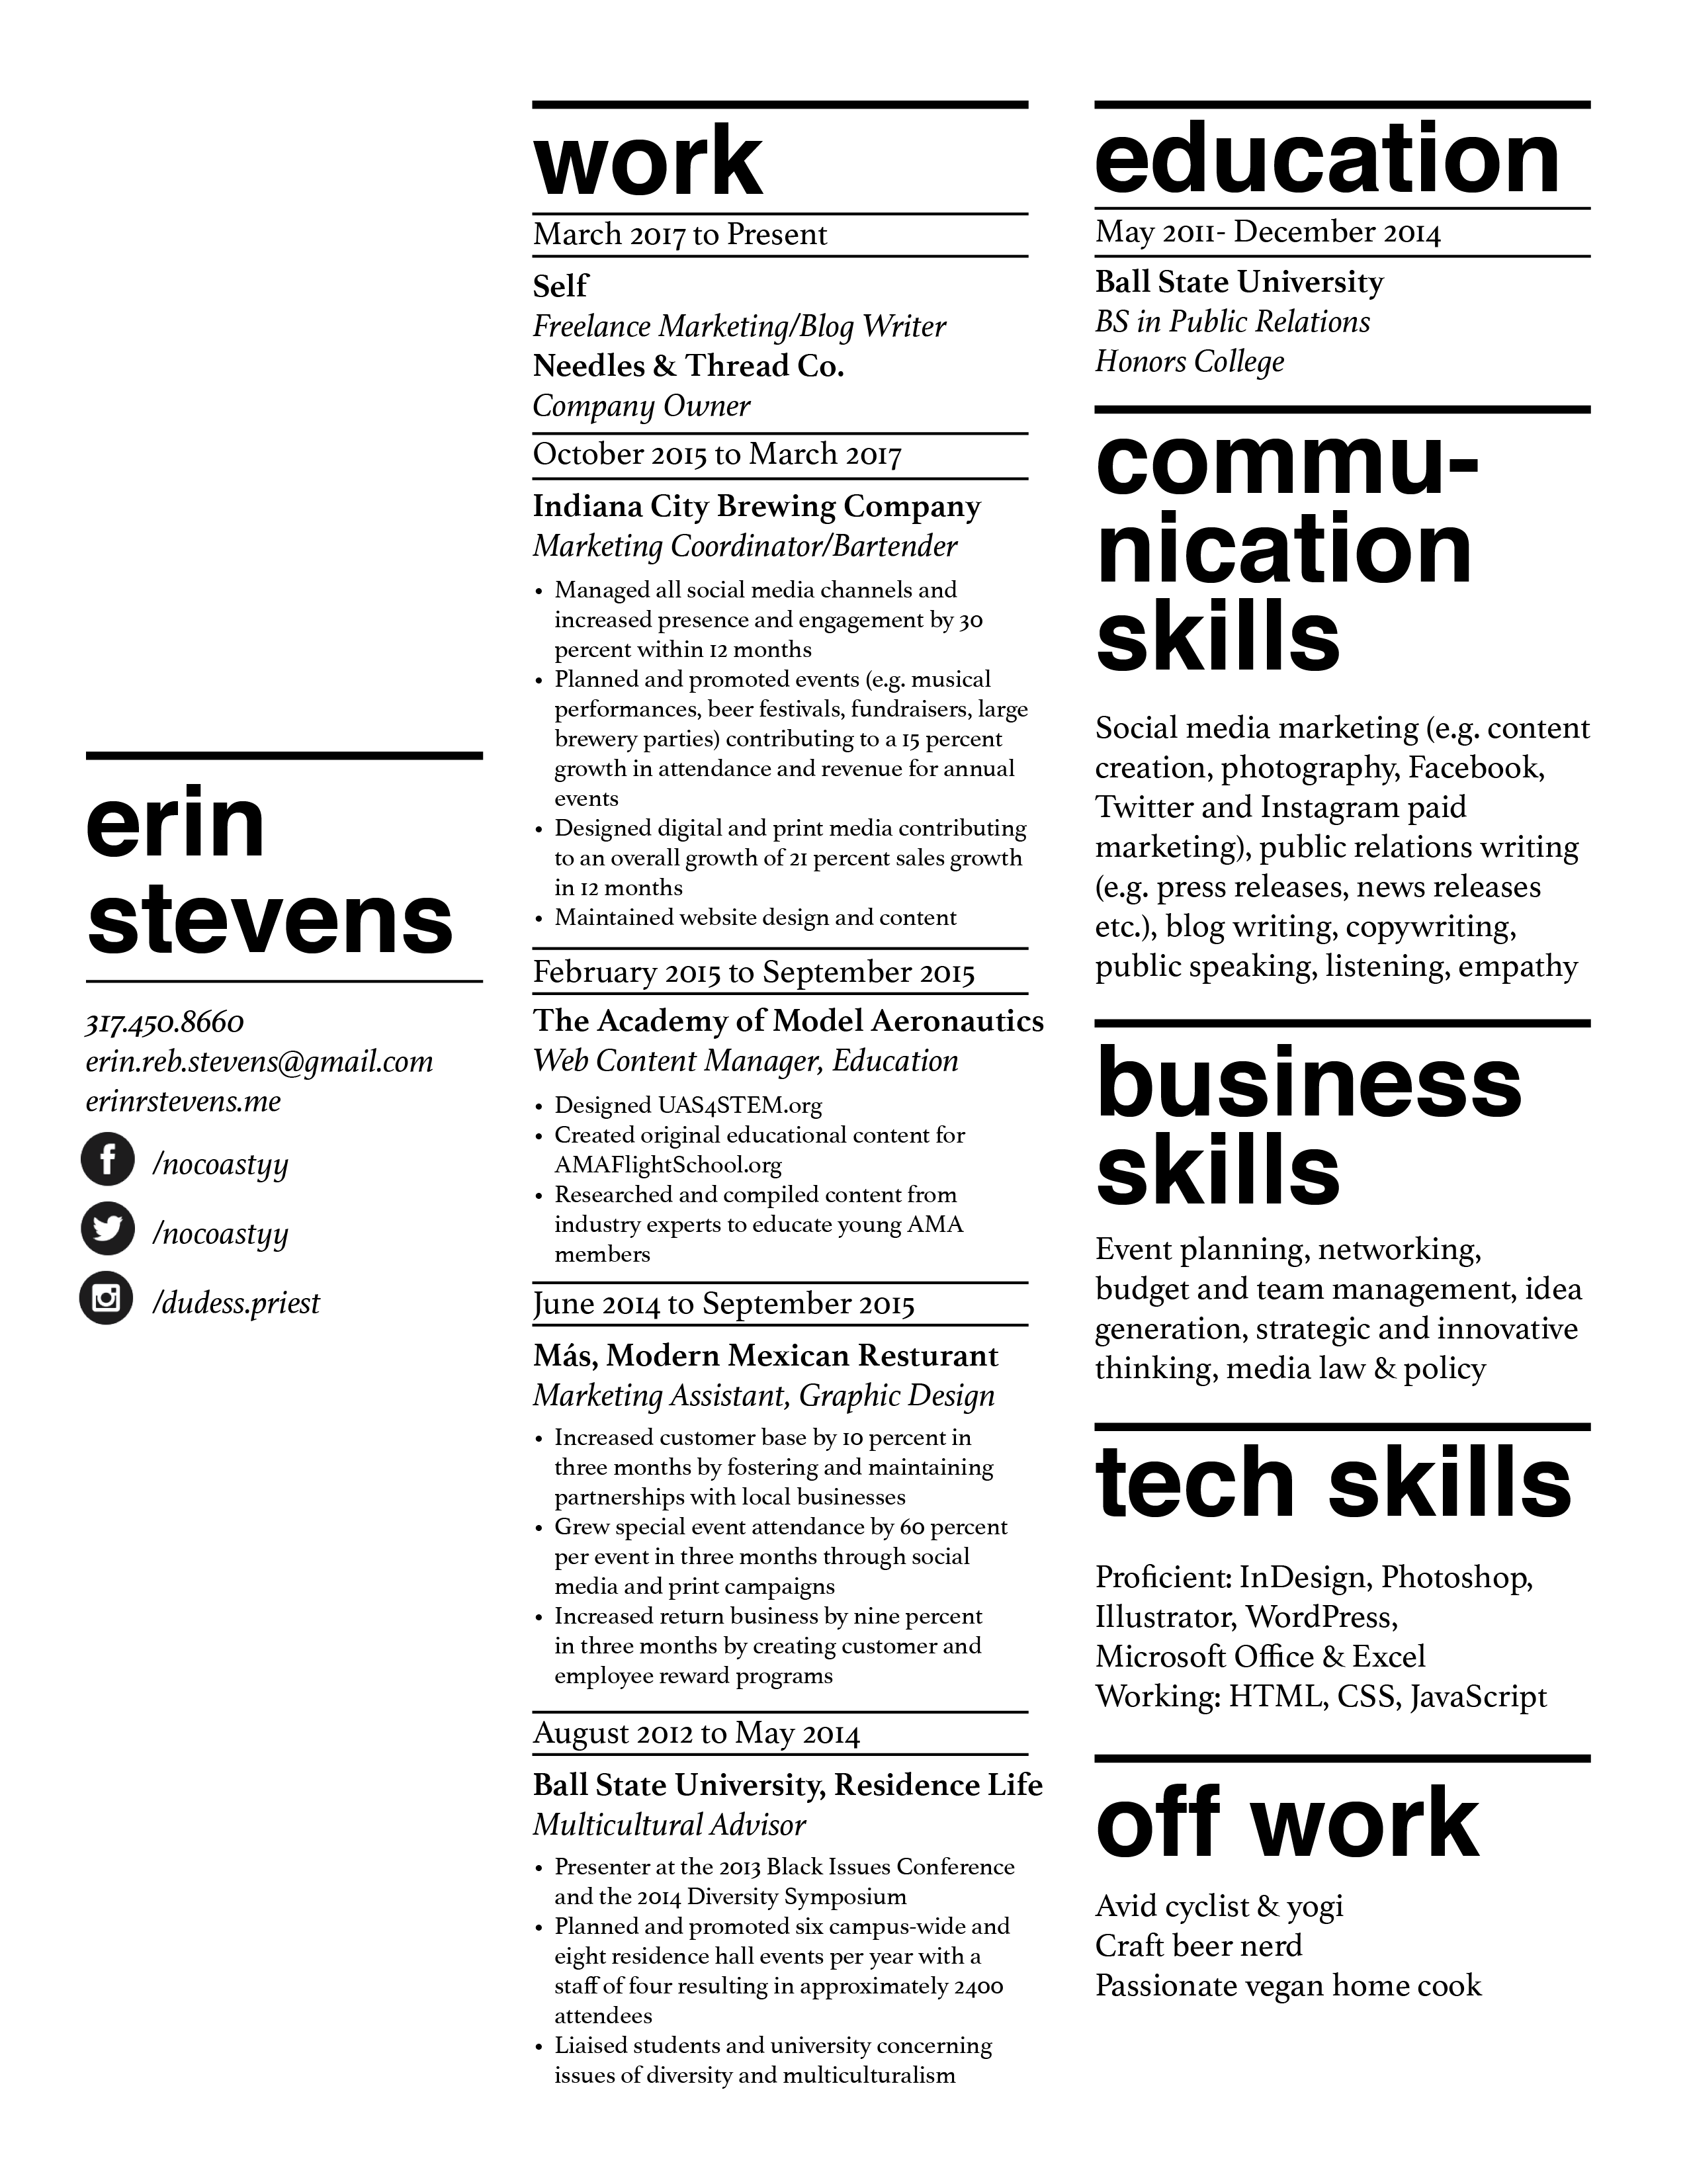 erin
stevens
317.450.8660
erin.reb.stevens@gmail.com
erinrstevens.me
/nocoastyy
/nocoastyy
/dudess.priest
work
March 2017 to Present
Self
Freelance Marketing/Blog Writer
Needles & Thread Co.
Company Owner
October 2015 to March 2017
Indiana City Brewing Company
Marketing Coordinator/Bartender
• Managed all social media channels and
increased presence and engagement by 30
percent within 12 months
• Planned and promoted events (e.g. musical
performances, beer festivals, fundraisers, large
brewery parties) contributing to a 15 percent
growth in attendance and revenue for annual
events
• Designed digital and print media contributing
to an overall growth of 21 percent sales growth
in 12 months
• Maintained website design and content
February 2015 to September 2015
The Academy of Model Aeronautics
Web Content Manager, Education
• Designed UAS4STEM.org
• Created original educational content for
AMAFlightSchool.org
• Researched and compiled content from
industry experts to educate young AMA
members
June 2014 to September 2015
Más, Modern Mexican Resturant
Marketing Assistant, Graphic Design
• Increased customer base by 10 percent in
three months by fostering and maintaining
partnerships with local businesses
• Grew special event attendance by 60 percent
per event in three months through social
media and print campaigns
• Increased return business by nine percent
in three months by creating customer and
employee reward programs
August 2012 to May 2014
Ball State University, Residence Life
Multicultural Advisor
• Presenter at the 2013 Black Issues Conference
and the 2014 Diversity Symposium
• Planned and promoted six campus-wide and
eight residence hall events per year with a
staff of four resulting in approximately 2400
attendees
• Liaised students and university concerning
issues of diversity and multiculturalism
education
May 2011- December 2014
Ball State University
BS in Public Relations
Honors College
commu-
nication
skills
Social media marketing (e.g. content
creation, photography, Facebook,
Twitter and Instagram paid
marketing), public relations writing
(e.g. press releases, news releases
etc.), blog writing, copywriting,
public speaking, listening, empathy
business
skills
Event planning, networking,
budget and team management, idea
generation, strategic and innovative
thinking, media law & policy
tech skills
Proficient: InDesign, Photoshop,
Illustrator, WordPress,
Microsoft Office & Excel
Working: HTML, CSS, JavaScript
off work
Avid cyclist & yogi
Craft beer nerd
Passionate vegan home cook